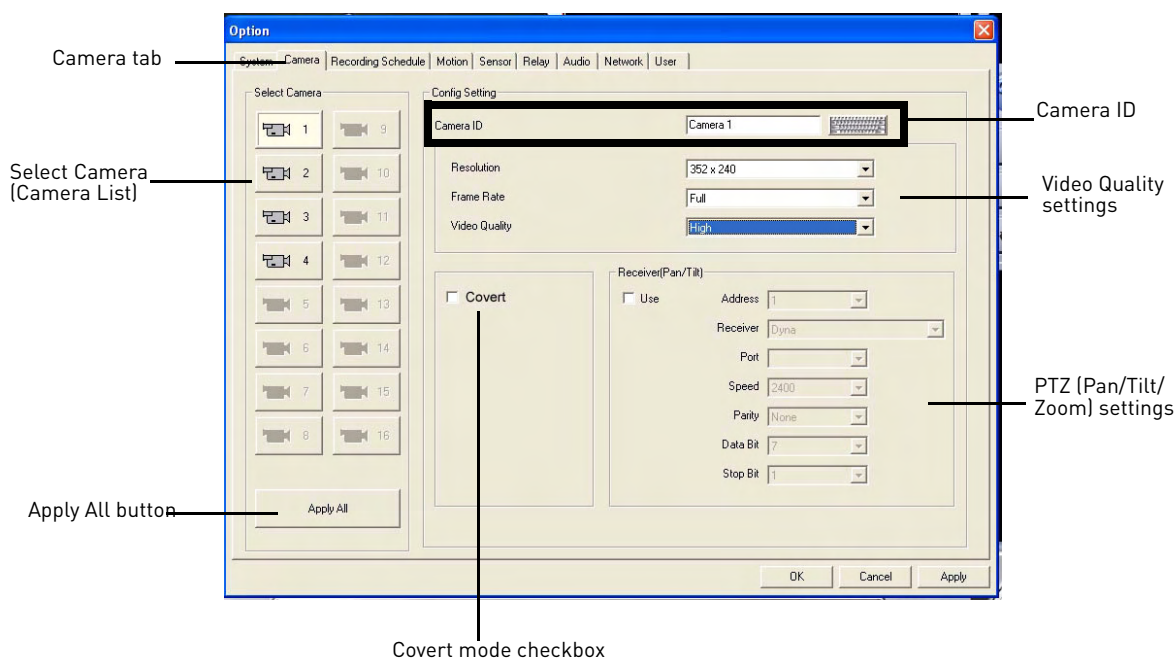 Option
Camera tab
System Camera Recording Schedule Motion Sensor Relay Audio Network User
Select Camera
Config Setting
Camera ID
Camera 1
Camera ID
1
9
2
10
3
11
4
12
5
13
6
14
7
15
8
16
Select Camera
(Camera List)
Resolution
352 x 240
Frame Rate
Full
Video Quality
High
Video Quality
settings
Covert
Receiver(Pan/Tilt)
Use
Address
1
Receiver
Dyna
Port
Speed
2400
Parity
None
Data Bit
7
Stop Bit
1
PTZ (Pan/Tilt/
Zoom) settings
Apply All button
Apply All
OK
Cancel
Apply
Covert mode checkbox